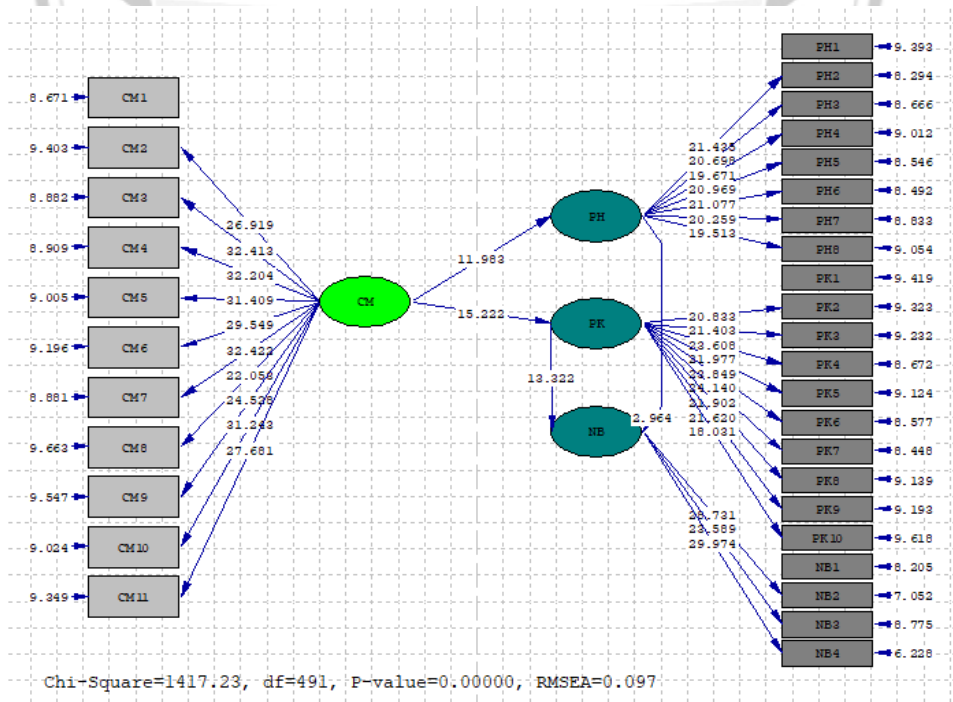 8.671 CM1
9.403 CM2
8.882 CM3
8.909 CM4
9.005 CM5
9.196 CM6
8.881 CM7
9.663 CM8
9.547 CM9
9.024 CM10
9.349 CM11
26.919
32.413
32.204
31.409
29.549
32.422
22.058
24.528
31.243
27.681
CM
11.983
15.222
PH
PK
13.322
NB
2.964
21.435
20.698
19.671
20.969
21.077
20.259
19.513
20.833
21.403
23.608
24.140
21.902
21.620
18.031
23.589
29.974
PH1 9.393
PH2 8.294
PH3 8.666
PH4 9.012
PH5 8.546
PH6 8.492
PH7 8.833
PH8 9.054
PK1 9.419
PK2 9.323
PK3 9.232
PK4 8.672
PK5 9.124
PK6 8.577
PK7 8.448
PK8 9.139
PK9 9.193
PK10 9.618
NB1 8.205
NB2 7.052
NB3 8.775
NB4 6.228
Chi-Square=1417.23, df=491, P-value=0.00000, RMSEA=0.097